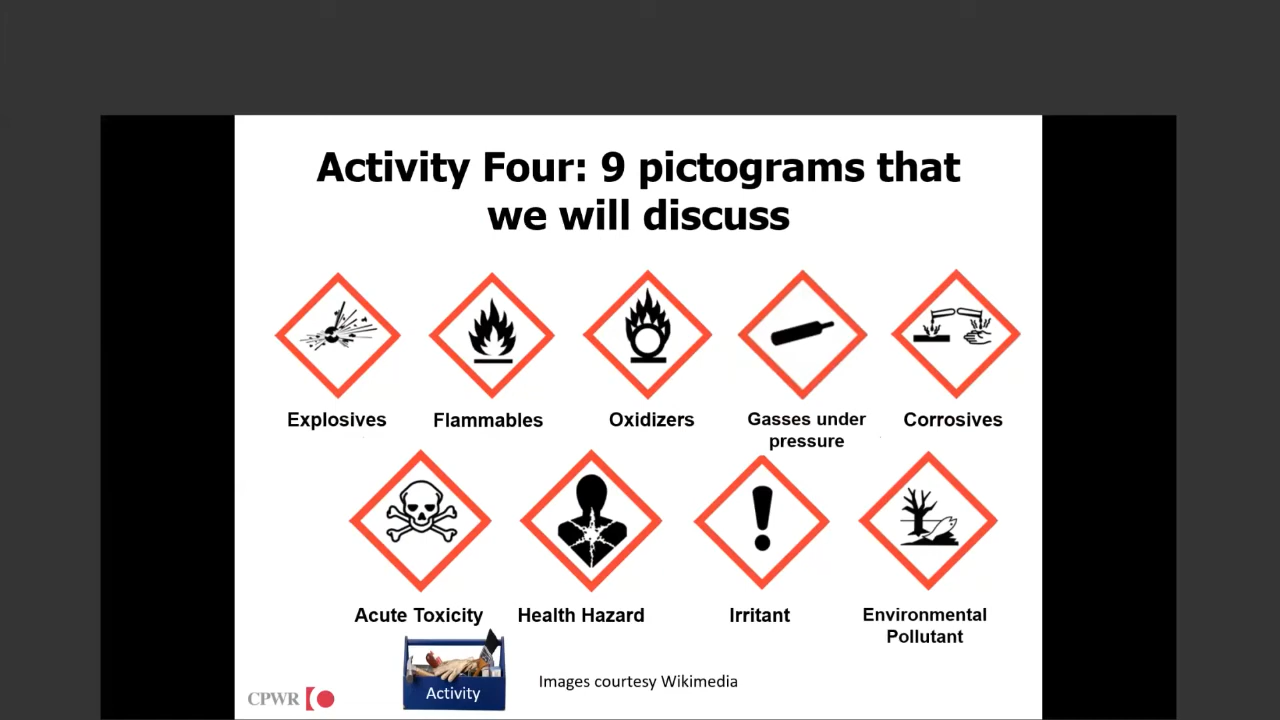 Activity Four: 9 pictograms that
we will discuss
Explosives
Flammables
Oxidizers
Gasses under
pressure
Corrosives
Acute Toxicity
Health Hazard
Irritant
Environmental
Pollutant
Activity
Images courtesy Wikimedia
CPWR